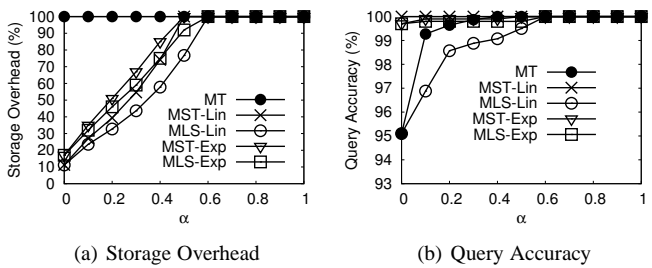 Storage Overhead (%)
100
90
80
70
60
50
40
30
20
10
0
MT
MST-Lin
MLS-Lin
MST-Exp
MLS-Exp
0 0.2 0.4 0.6 0.8 1
α
(a) Storage Overhead
Query Accuracy (%)
100
99
98
97
96
95
94
93
MT
MST-Lin
MLS-Lin
MST-Exp
MLS-Exp
0 0.2 0.4 0.6 0.8 1
α
(b) Query Accuracy